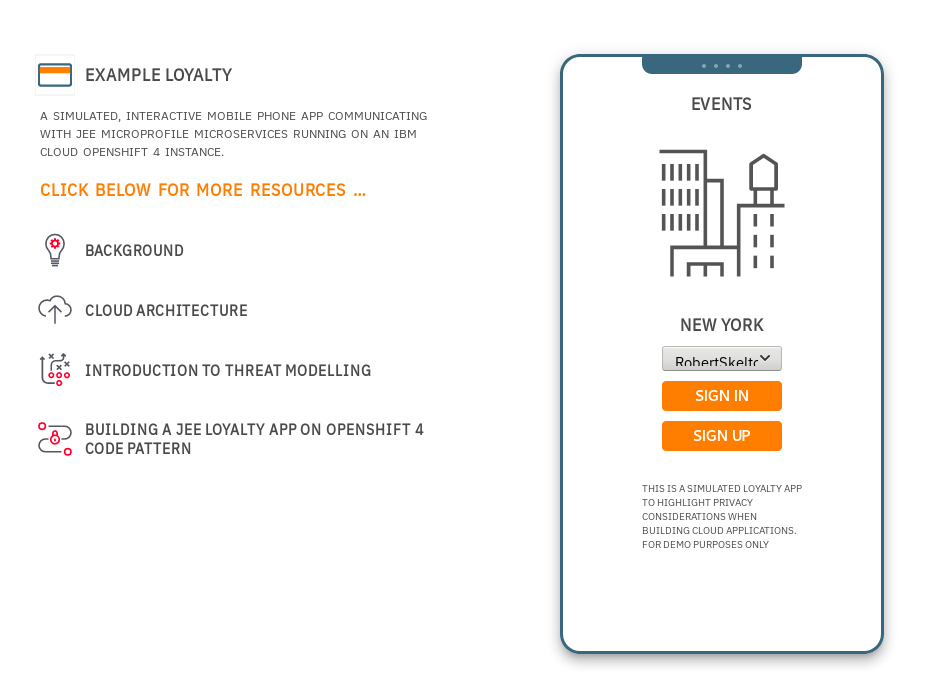 EXAMPLE LOYALTY
A SIMULATED, INTERACTIVE MOBILE PHONE APP COMMUNICATING
WITH JEE MICROPROFILE MICROSERVICES RUNNING ON AN IBM
CLOUD OPENSHIFT 4 INSTANCE.
CLICK BELOW FOR MORE RESOURCES ...
BACKGROUND
CLOUD ARCHITECTURE
INTRODUCTION TO THREAT MODELLING
BUILDING A JEE LOYALTY APP ON OPENSHIFT 4
CODE PATTERN
EVENTS
NEW YORK
SIGN IN
SIGN UP
THIS IS A SIMULATED LOYALTY APP
TO HIGHLIGHT PRIVACY
CONSIDERATIONS WHEN
BUILDING CLOUD APPLICATIONS.
FOR DEMO PURPOSES ONLY